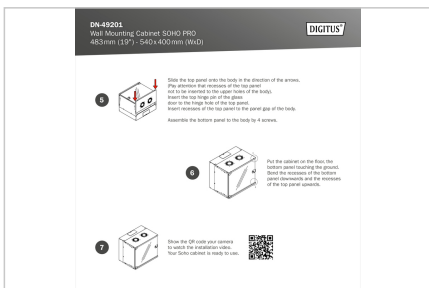 DN-49201
Wall Mounting Cabinet SOHO PRO
483 mm (19") - 540 x 400 mm (WxD)
DIGITUS®
5
Slide the top panel onto the body in the direction of the arrows.
(Pay attention that recesses of the top panel
not to be inserted to the upper holes of the body).
Insert the top hinge pin of the glass
door to the hinge hole of the top panel.
Insert recesses of the top panel to the panel gap of the body.
Assemble the bottom panel to the body by 4 screws.
6
Put the cabinet on the floor, the
bottom panel touching the ground.
Bend the recesses of the bottom
panel downwards and the recesses
of the top panel upwards.
7
Show the QR code your camera
to watch the installation video.
Your Soho cabinet is ready to use.